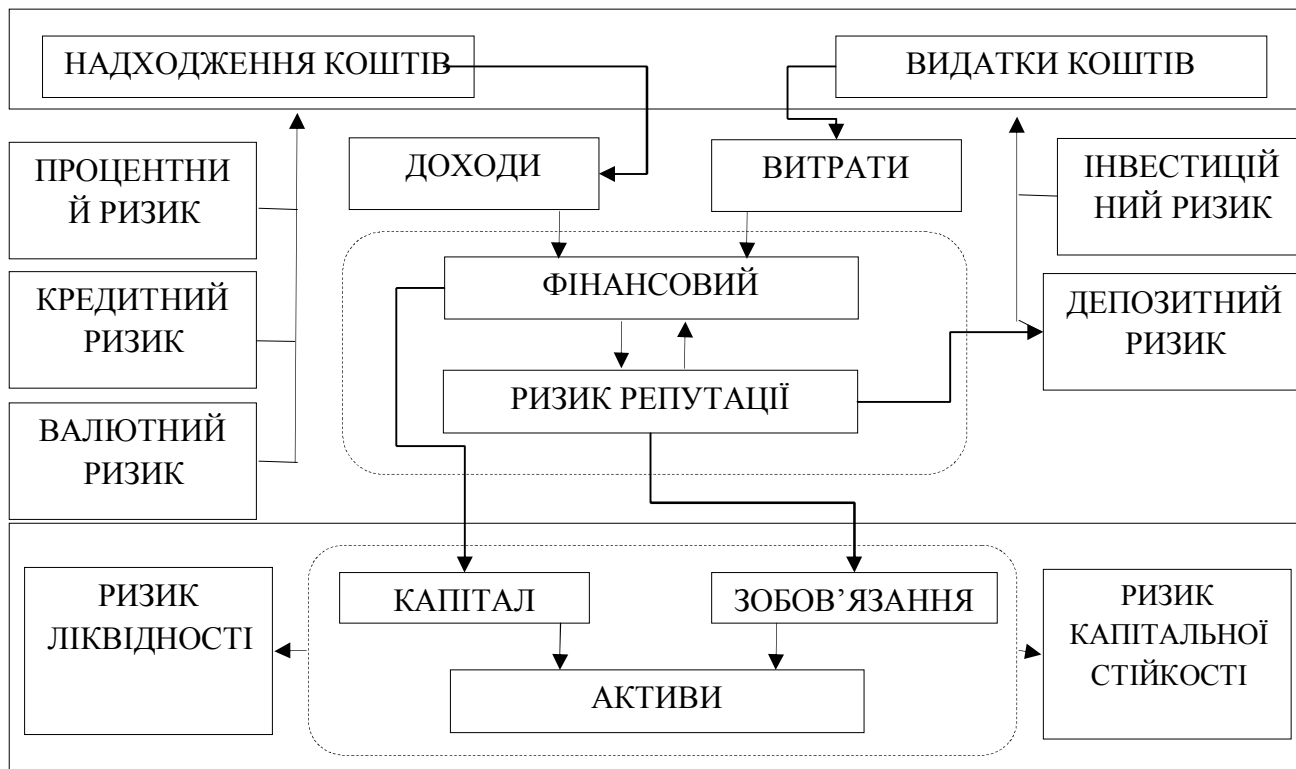 НАДХОДЖЕННЯ КОШТІВ
ВИДАТКИ КОШТІВ
ПРОЦЕНТНИ
Й РИЗИК
ДОХОДИ
ВИТРАТИ
ІНВЕСТИЦІЙ
НИЙ РИЗИК
КРЕДИТНИЙ
РИЗИК
ФІНАНСОВИЙ
ДЕПОЗИТНИЙ
РИЗИК
ВАЛЮТНИЙ
РИЗИК
РИЗИК РЕПУТАЦІЇ
РИЗИК
ЛІКВІДНОСТІ
КАПІТАЛ
ЗОБОВ’ЯЗАННЯ
РИЗИК
КАПІТАЛЬНОЇ
СТІЙКОСТІ
АКТИВИ